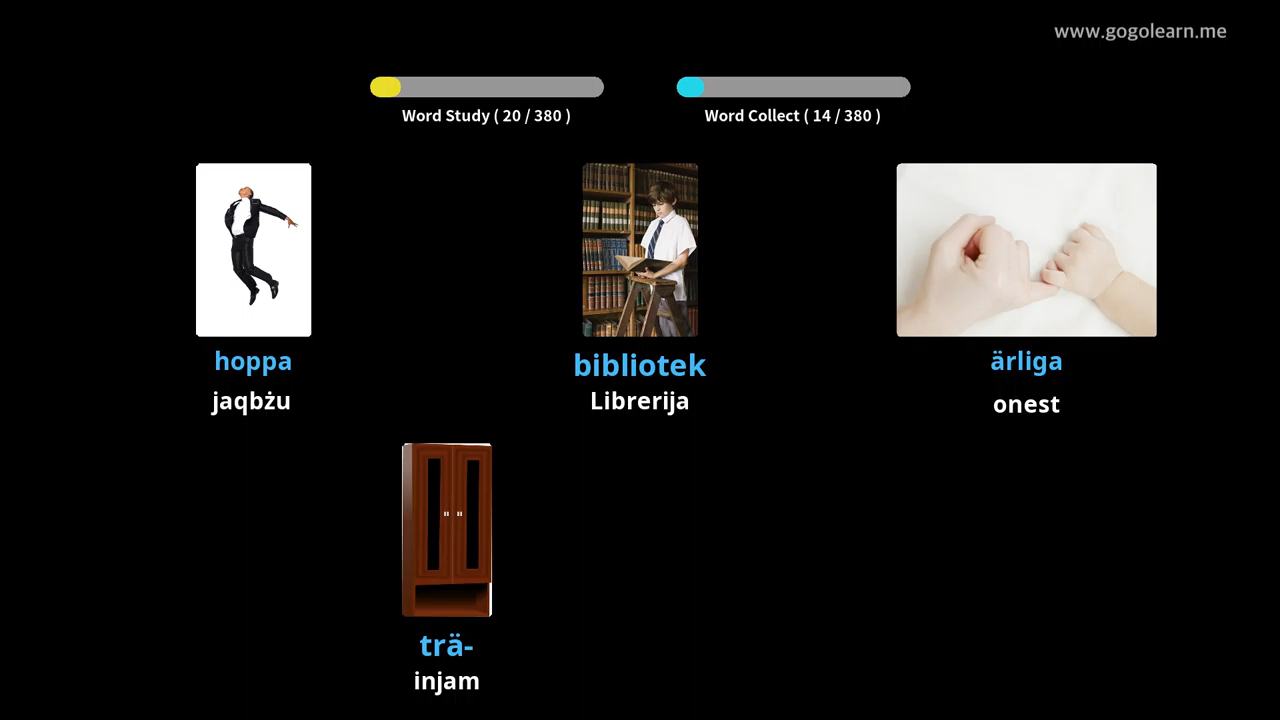 www.gogolearn.me
Word Study ( 20 / 380 )
Word Collect ( 14 / 380 )
hoppa
jaqbżu
bibliotek
Librerija
ärliga
onest
trä-
injam